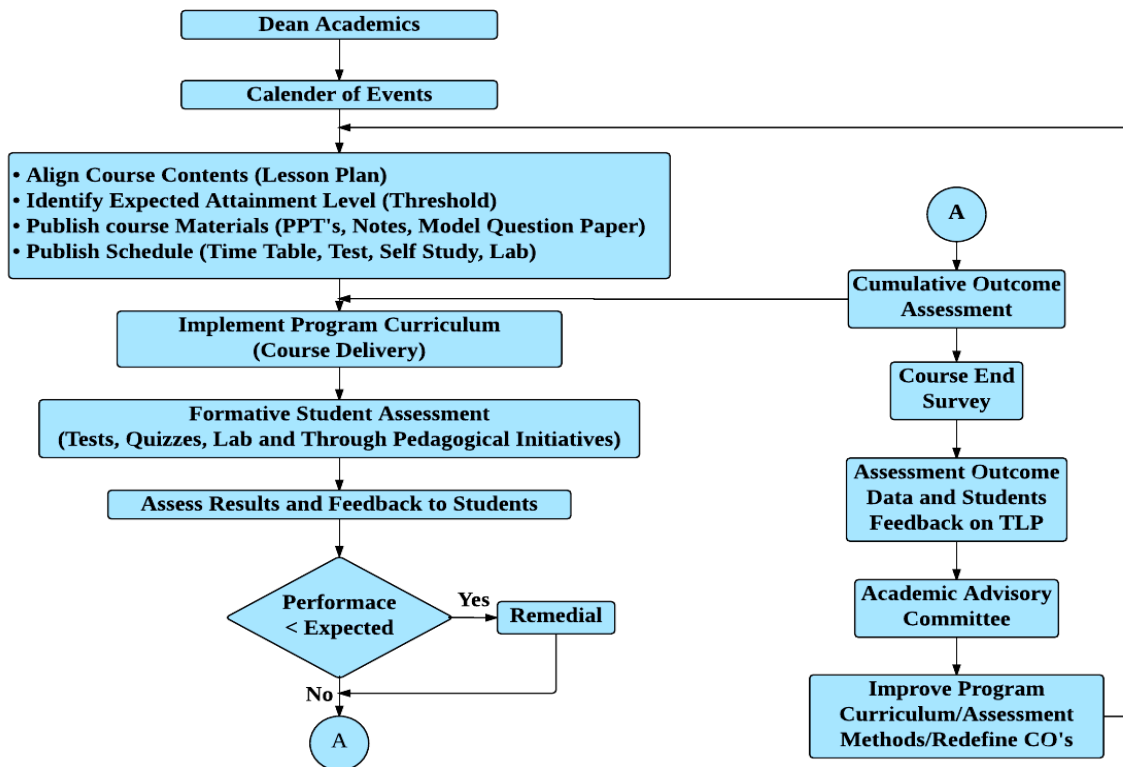 Dean Academics
Calender of Events
• Align Course Contents (Lesson Plan)
• Identify Expected Attainment Level (Threshold)
• Publish course Materials (PPT's, Notes, Model Question Paper)
• Publish Schedule (Time Table, Test, Self Study, Lab)
Implement Program Curriculum
(Course Delivery)
Formative Student Assessment
(Tests, Quizzes, Lab and Through Pedagogical Initiatives)
Assess Results and Feedback to Students
Performace
< Expected
Yes
Remedial
No
A
A
Cumulative Outcome
Assessment
Course End
Survey
Assessment Outcome
Data and Students
Feedback on TLP
Academic Advisory
Committee
Improve Program
Curriculum/Assessment
Methods/Redefine CO's